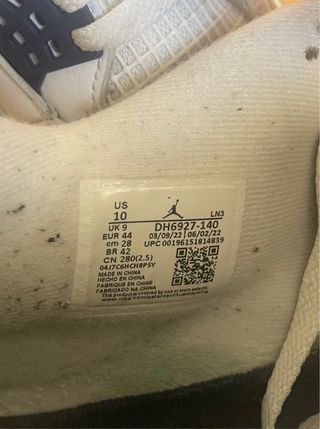 US
10 LN3
UK 9 DH6927-140
EUR 44 03/09/22 06/02/22
cm 28 UPC 00196151814839
BR 42
CN 280(2.5)
04J7C6HCH8PSY
MADE IN CHINA
HECHO EN CHINA
FABRIQUE EN CHINE
FABRICADO NA CHINA